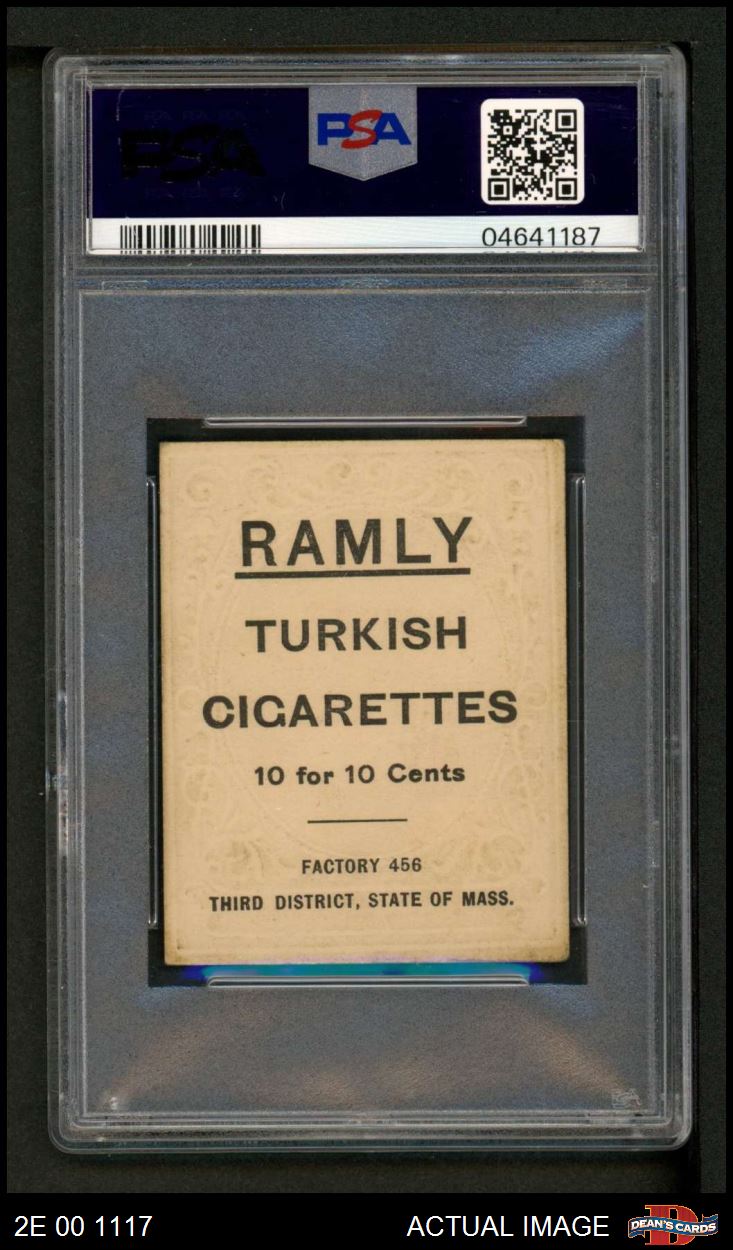 PSA
PSA
04641187
RAMLY
TURKISH
CIGARETTES
10 for 10 Cents
FACTORY 456
THIRD DISTRICT, STATE OF MASS.
2E 00 1117
ACTUAL IMAGE
DEAN'S CARDS